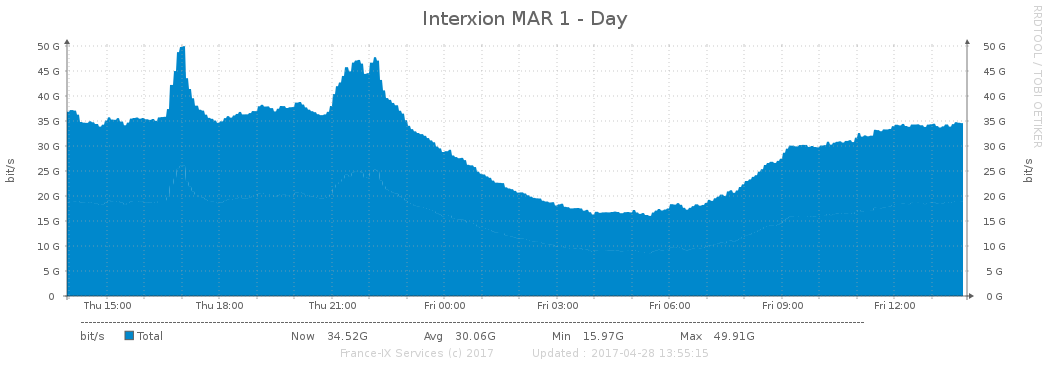 Interxion MAR 1 - Day
RRDTOOL / TOBI OETIKER
bit/s
50 G
45 G
40 G
35 G
30 G
25 G
20 G
15 G
10 G
5 G
0
50 G
45 G
40 G
35 G
30 G
25 G
20 G
15 G
10 G
5 G
0 G
bit/s
Thu 15:00 Thu 18:00 Thu 21:00 Fri 00:00 Fri 03:00 Fri 06:00 Fri 09:00 Fri 12:00
bit/s Total Now 34.52G Avg 30.06G Min 15.97G Max 49.91G
France-IX Services (c) 2017 Updated : 2017-04-28 13:55:15